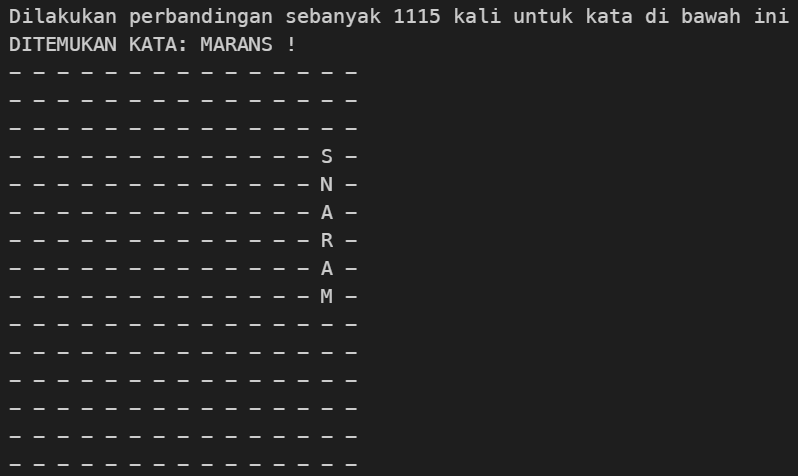 Dilakukan perbandingan sebanyak 1115 kali untuk kata di bawah ini
DITEMUKAN KATA: MARANS !
- - - - - - - - - - - - - - -
- - - - - - - - - - - - - - -
- - - - - - - - - - - - - - -
- - - - - - - - - - - - - S -
- - - - - - - - - - - - - N -
- - - - - - - - - - - - - A -
- - - - - - - - - - - - - R -
- - - - - - - - - - - - - A -
- - - - - - - - - - - - - M -
- - - - - - - - - - - - - - -
- - - - - - - - - - - - - - -
- - - - - - - - - - - - - - -
- - - - - - - - - - - - - - -
- - - - - - - - - - - - - - -
- - - - - - - - - - - - - - -